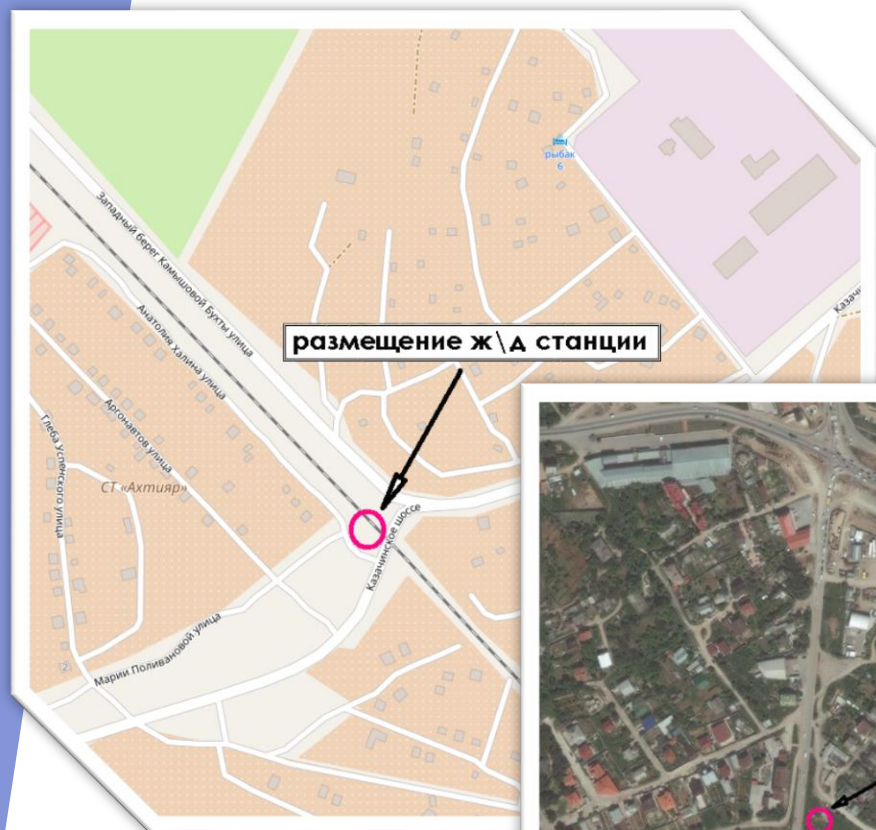 рыбак
6
Западный берег Камышовой Бухты улица
Казачи
размещение ж\д станции
Анатолия Халина улица
Аргонавтов улица
Глеба Успенского улица
СТ «Ахтияр»
Казачинское шоссе
Марии Поливановой улица
2